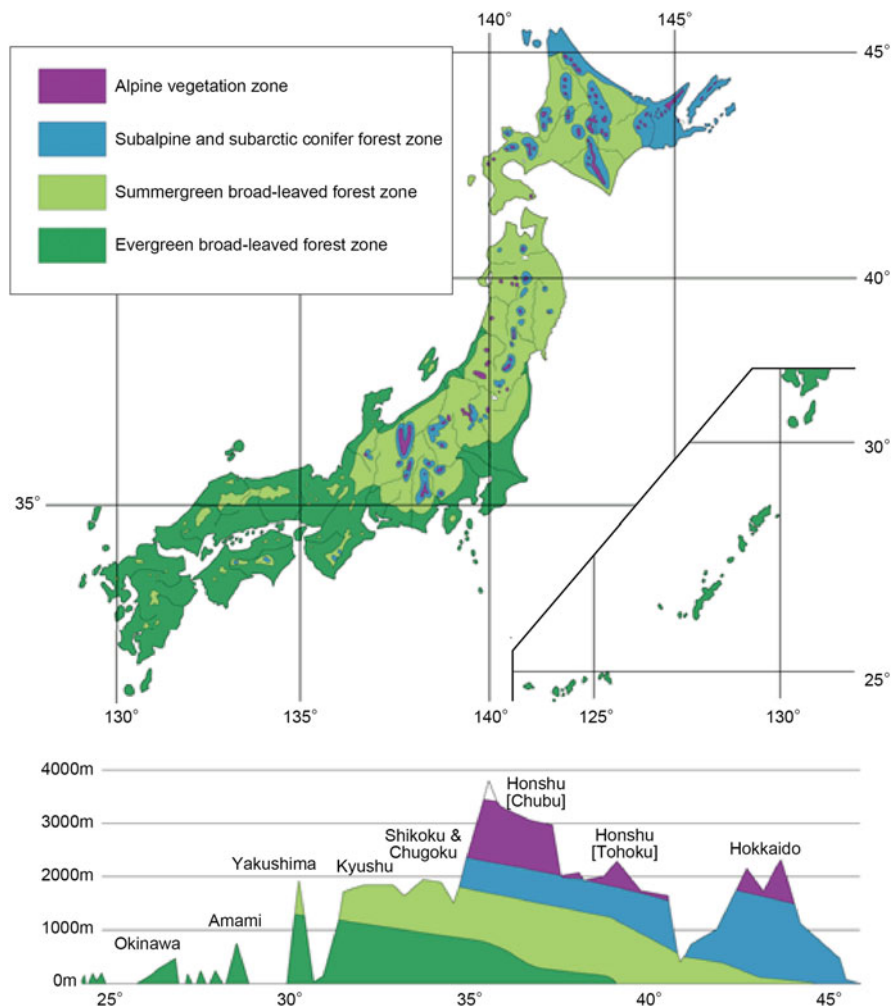 140°
145°
45°
Alpine vegetation zone
Subalpine and subarctic conifer forest zone
Summergreen broad-leaved forest zone
Evergreen broad-leaved forest zone
40°
30°
35°
25°
130°
135°
140°
125°
130°
4000m
3000m
2000m
1000m
0m
Okinawa
Amami
Yakushima
Kyushu
Shikoku &
Chugoku
Honshu
[Chubu]
Honshu
[Tohoku]
Hokkaido
25°
30°
35°
40°
45°